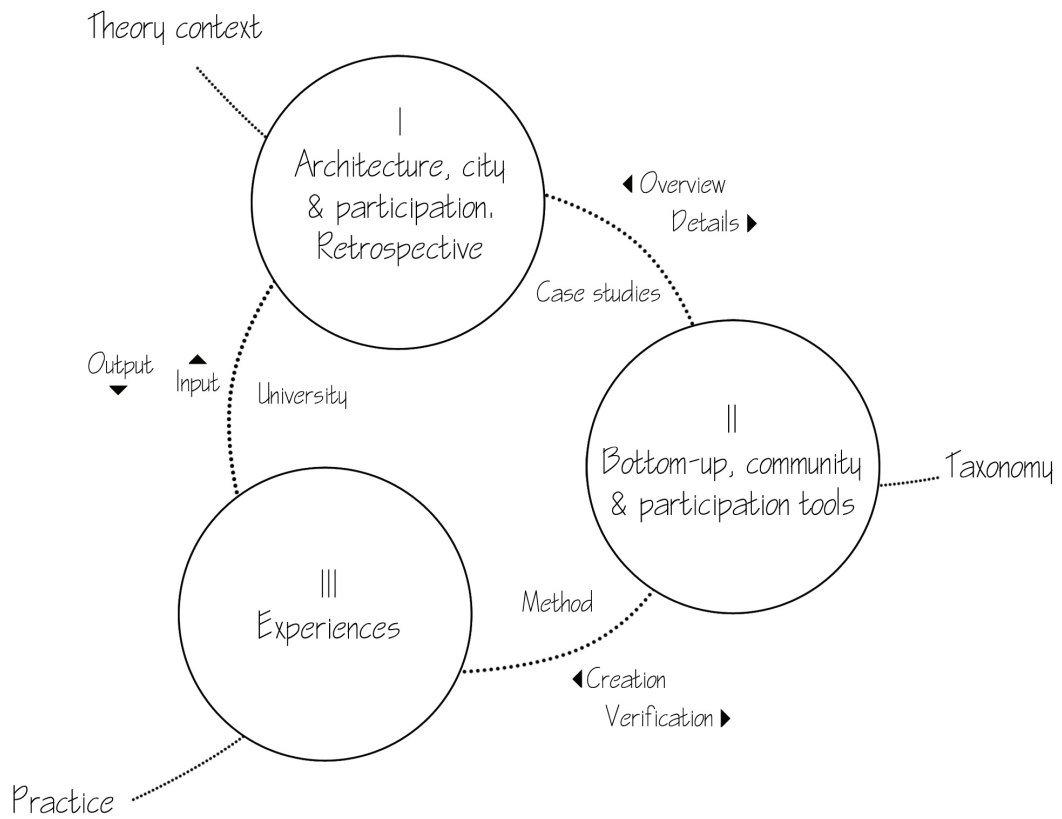 Theory context
I
Architecture, city
& participation.
Retrospective
◀ Overview
Details ▶
Case studies
Output
▼
▲
Input
University
II
Bottom-up, community
& participation tools
Taxonomy
III
Experiences
Method
◀ Creation
Verification ▶
Practice